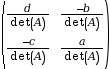 ( d/det(A)  −b/det(A) )
( −c/det(A)  a/det(A) )